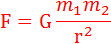 F = G m₁m₂ / r²